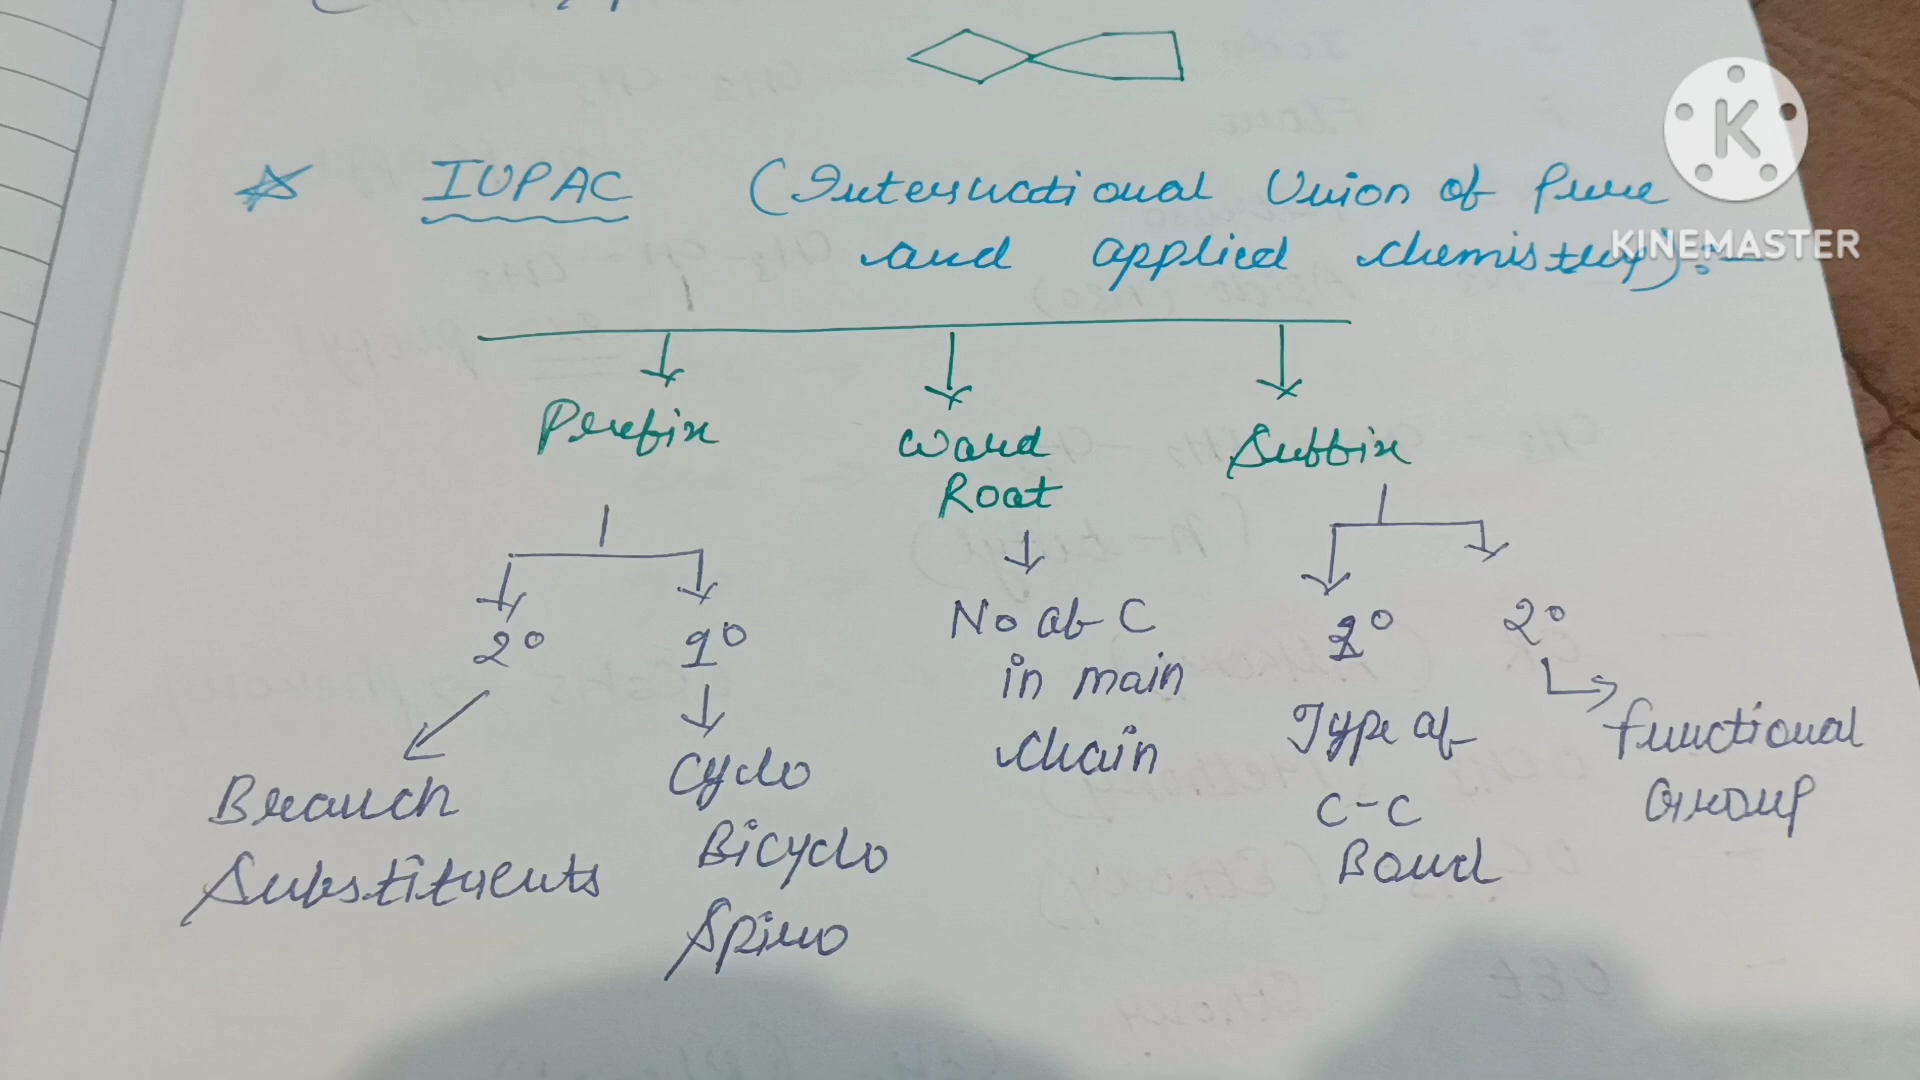 IUPAC (International Union of Pure
and applied chemistry):-
Prefix
Word
Root
Suffix
2° 1°
No of C
in main
chain
1° 2°
Branch
Substituents
Cyclo
Bicyclo
Spiro
Type of
C-C
Bond
functional
Group
K
KINEMASTER